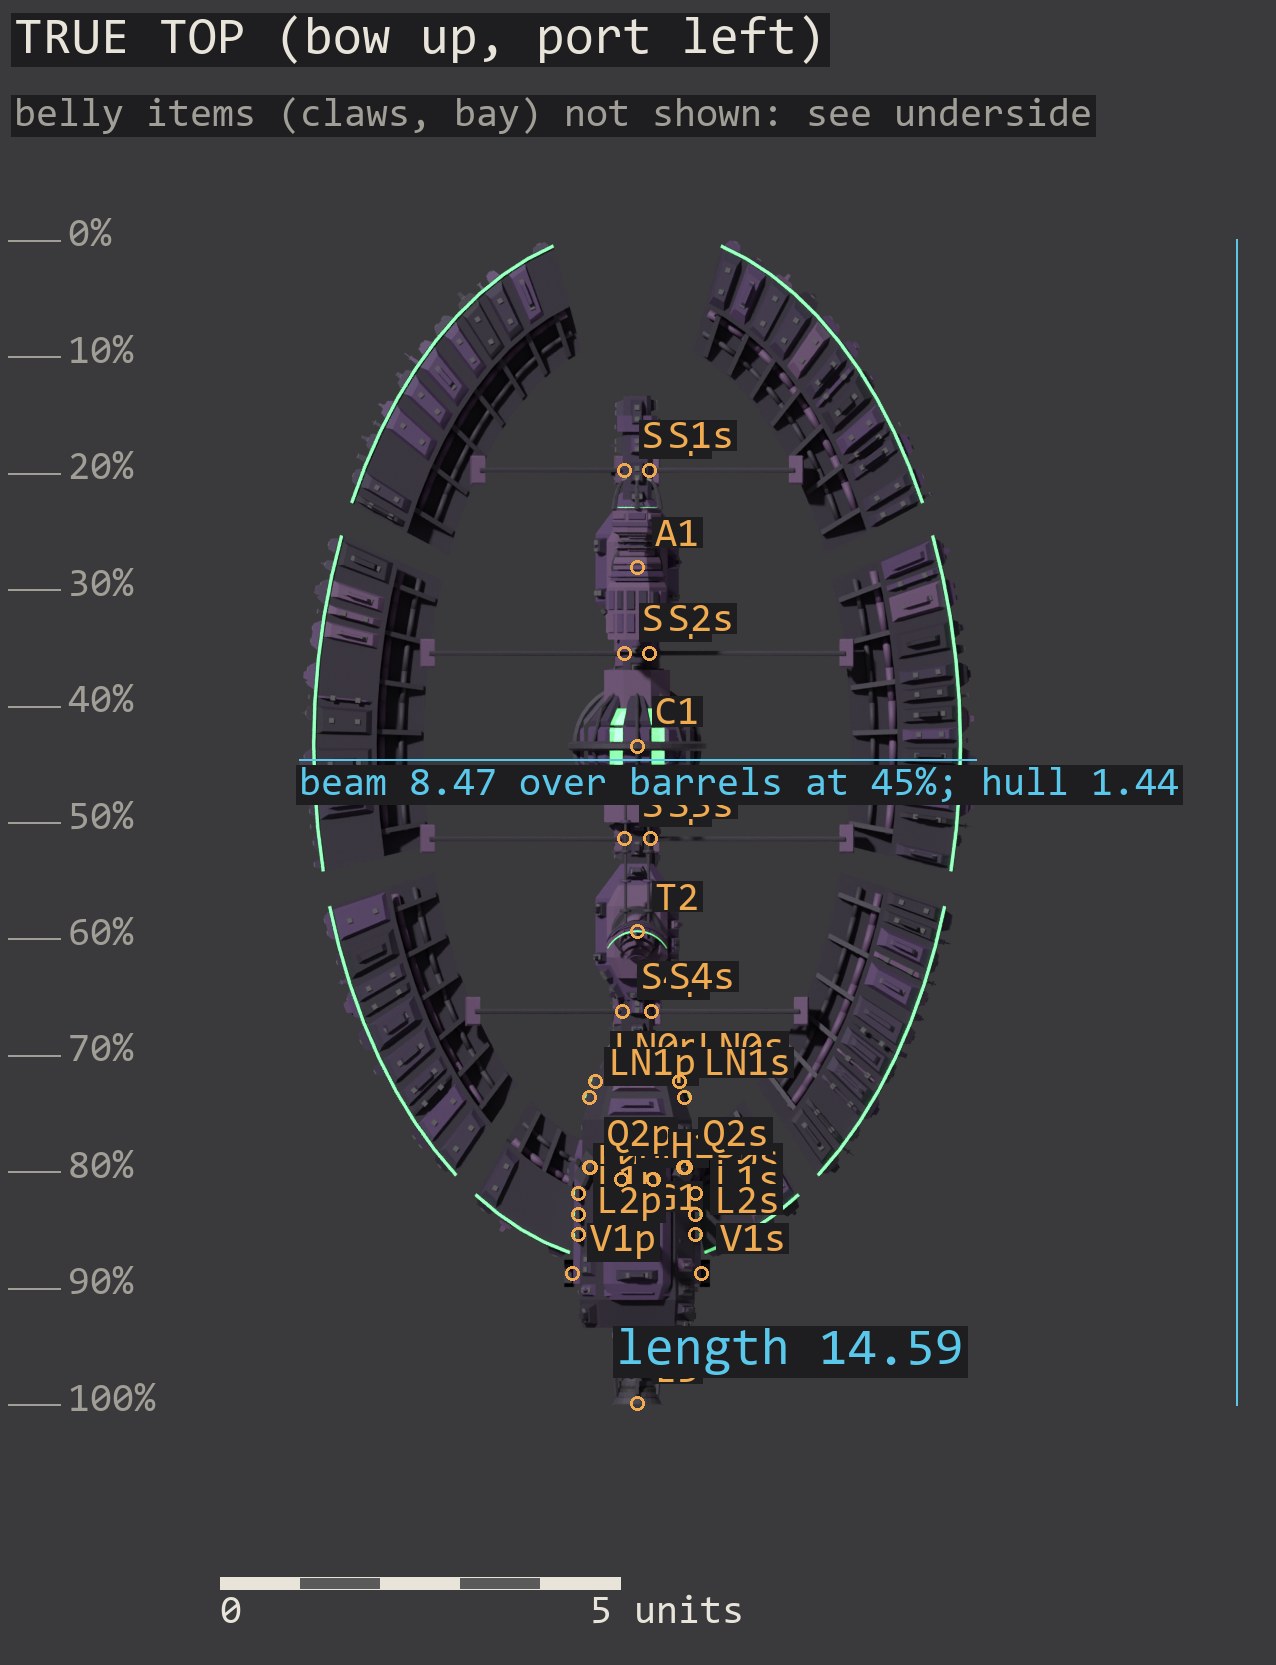 TRUE TOP (bow up, port left)
belly items (claws, bay) not shown: see underside
0%
10%
S S1s
20%
A1
30%
S S2s
40%
C1
beam 8.47 over barrels at 45%; hull 1.44
50%
T2
60%
S4s
70%
LN1p LN1s
Q2p Q2s
80%
L2p L2s
V1p V1s
90%
length 14.59
100%
0 5 units